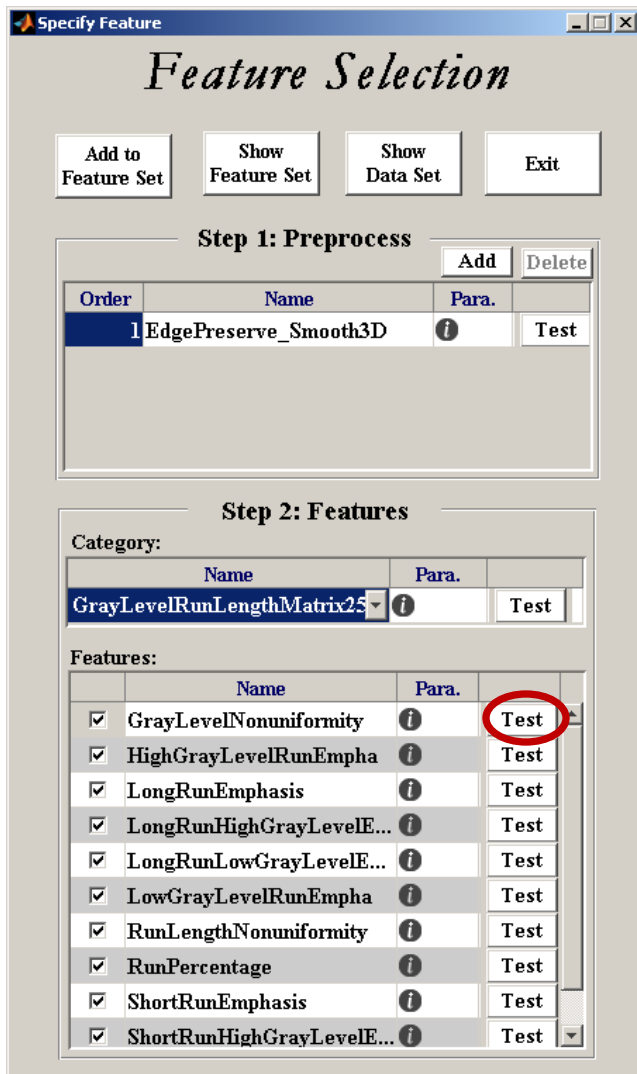 Specify Feature
Feature Selection
Add to Feature Set
Show Feature Set
Show Data Set
Exit
Step 1: Preprocess
Add
Delete
Order Name Para.
1 EdgePreserve_Smooth3D i Test
Step 2: Features
Category:
Name Para.
GrayLevelRunLengthMatrix25 i Test
Features:
Name Para.
GrayLevelNonuniformity i Test
HighGrayLevelRunEmpha i Test
LongRunEmphasis i Test
LongRunHighGrayLevelE... i Test
LongRunLowGrayLevelE... i Test
LowGrayLevelRunEmpha i Test
RunLengthNonuniformity i Test
RunPercentage i Test
ShortRunEmphasis i Test
ShortRunHighGrayLevelE... i Test